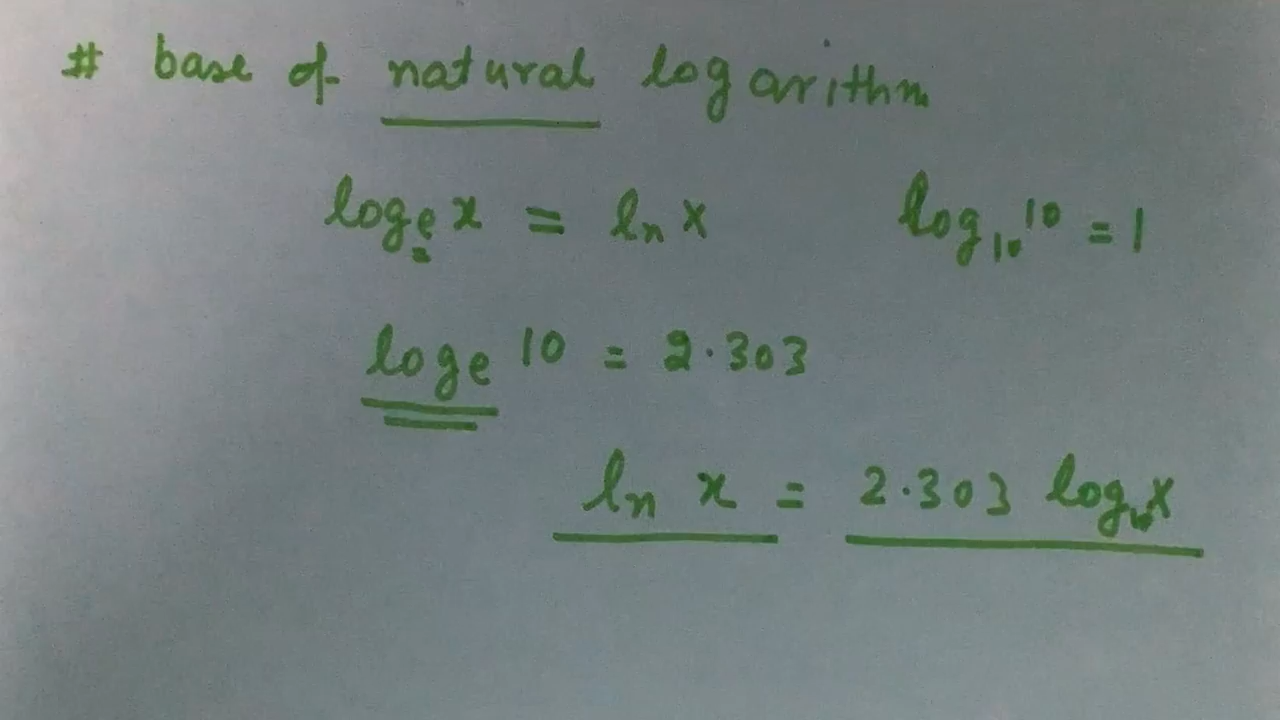 # base of natural logarithm
logₑ x = ln x log₁₀ 10 = 1
logₑ 10 = 2.303
ln x = 2.303 log₁₀ x